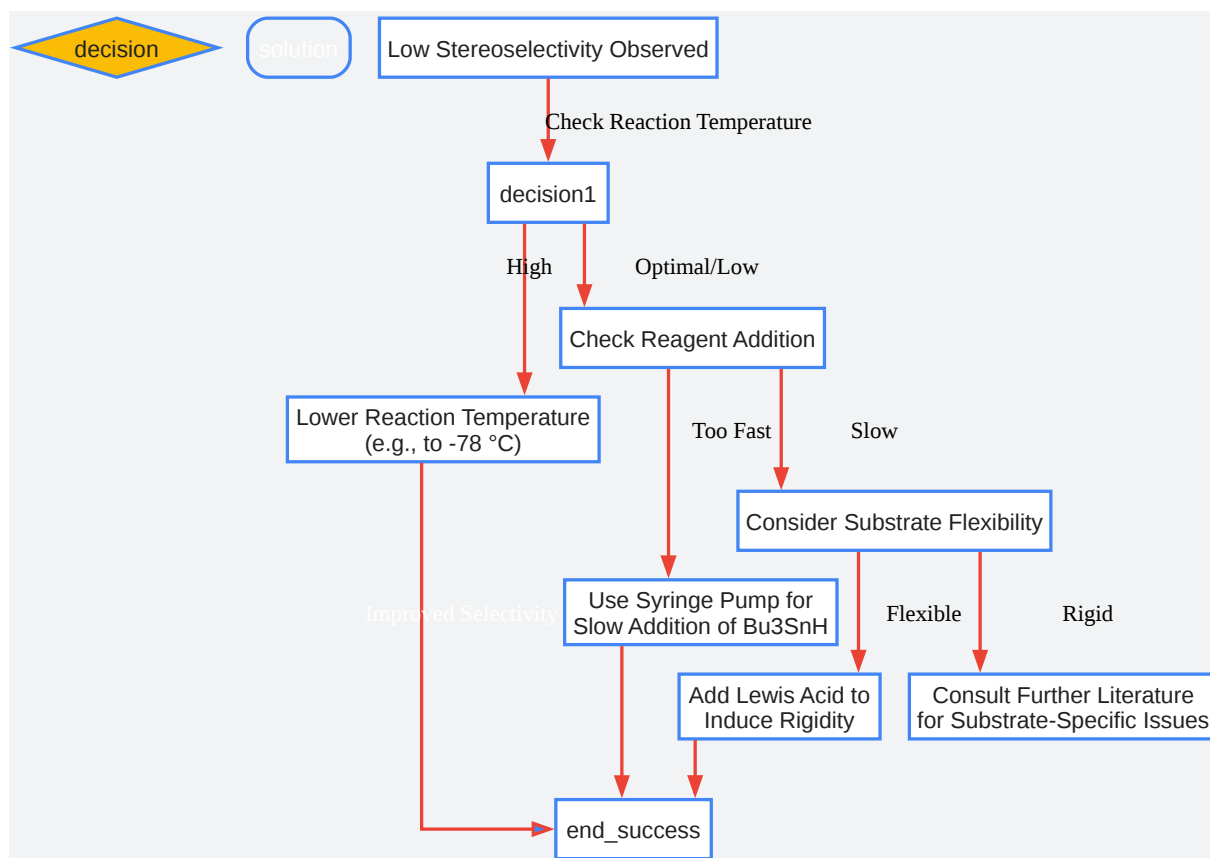 decision
solution
Low Stereoselectivity Observed
Check Reaction Temperature
decision1
High
Optimal/Low
Check Reagent Addition
Lower Reaction Temperature
(e.g., to -78 °C)
Too Fast
Slow
Consider Substrate Flexibility
Improved Selectivity
Use Syringe Pump for
Slow Addition of Bu3SnH
Flexible
Rigid
Add Lewis Acid to
Induce Rigidity
Consult Further Literature
for Substrate-Specific Issues
end_success